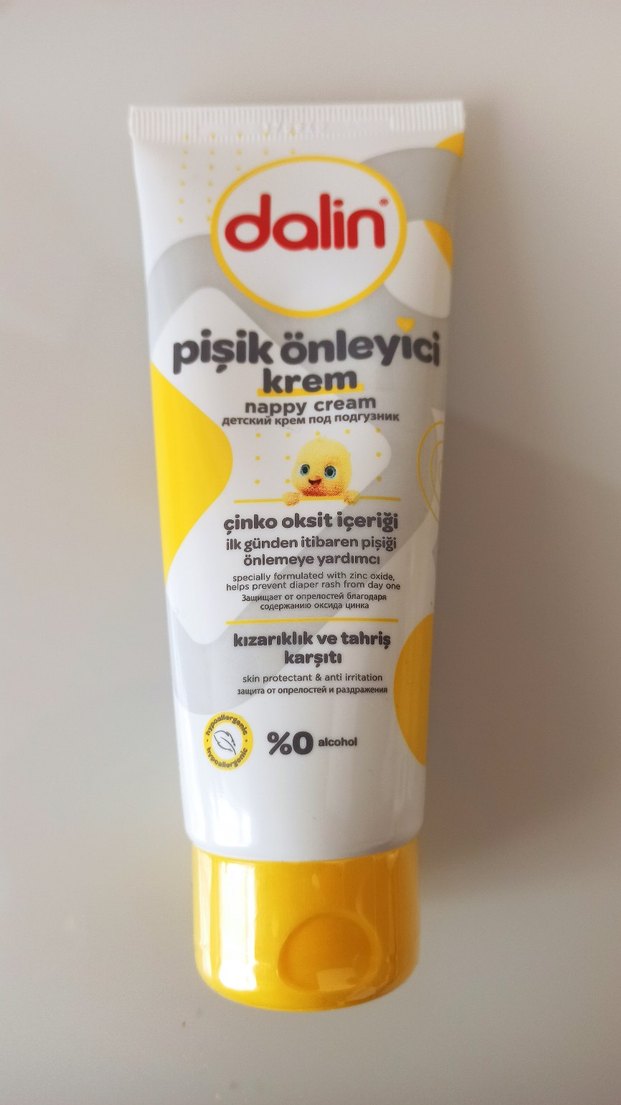 dalin®
pişik önleyici
krem
nappy cream
детский крем под подгузник
çinko oksit içeriği
ilk günden itibaren pişiği
önlemeye yardımcı
specially formulated with zinc oxide,
helps prevent diaper rash from day one
Защищает от опрелостей благодаря
содержанию оксида цинка
kızarıklık ve tahriş
karşıtı
skin protectant & anti irritation
защита от опрелостей и раздражения
hypoallergenic • hypoallergenic •
%0 alcohol